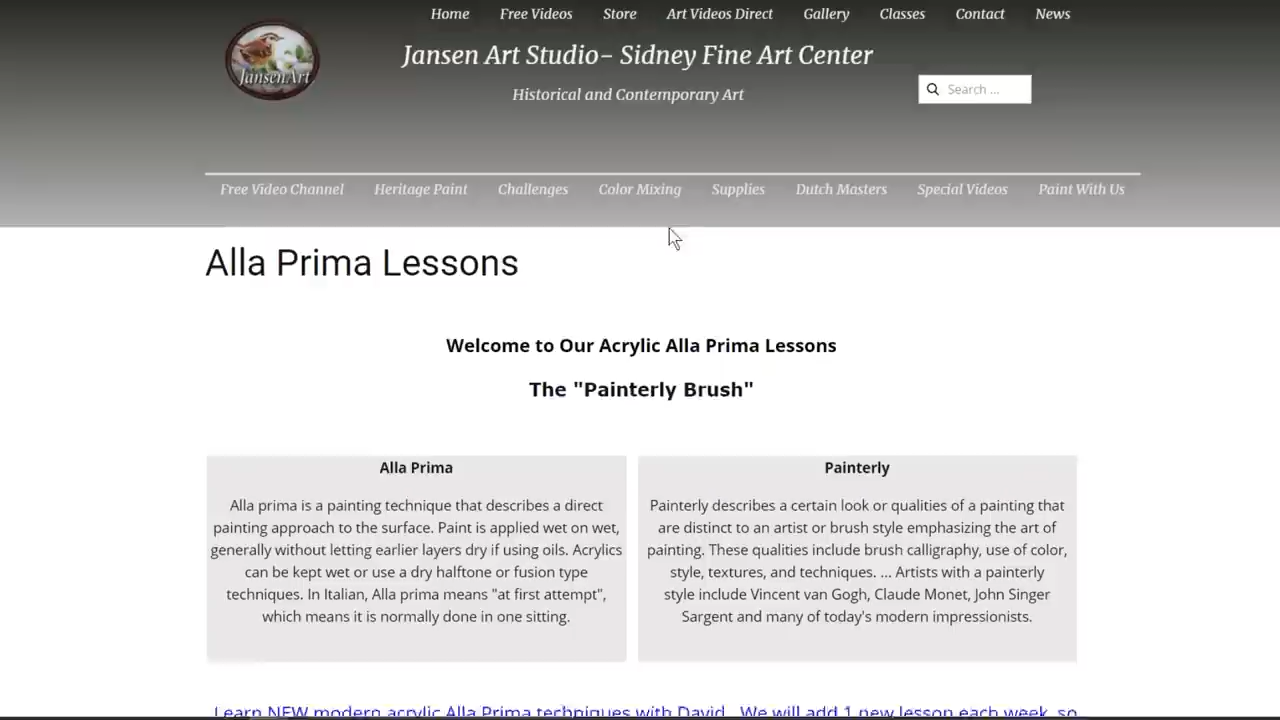 Home Free Videos Store Art Videos Direct Gallery Classes Contact News
JansenArt
Jansen Art Studio- Sidney Fine Art Center
Historical and Contemporary Art
Search ...
Free Video Channel Heritage Paint Challenges Color Mixing Supplies Dutch Masters Special Videos Paint With Us
Alla Prima Lessons
Welcome to Our Acrylic Alla Prima Lessons
The "Painterly Brush"
Alla Prima
Alla prima is a painting technique that describes a direct
painting approach to the surface. Paint is applied wet on wet,
generally without letting earlier layers dry if using oils. Acrylics
can be kept wet or use a dry halftone or fusion type
techniques. In Italian, Alla prima means "at first attempt",
which means it is normally done in one sitting.
Painterly
Painterly describes a certain look or qualities of a painting that
are distinct to an artist or brush style emphasizing the art of
painting. These qualities include brush calligraphy, use of color,
style, textures, and techniques. ... Artists with a painterly
style include Vincent van Gogh, Claude Monet, John Singer
Sargent and many of today's modern impressionists.
Learn NEW modern acrylic Alla Prima techniques with David. We will add 1 new lesson each week, so